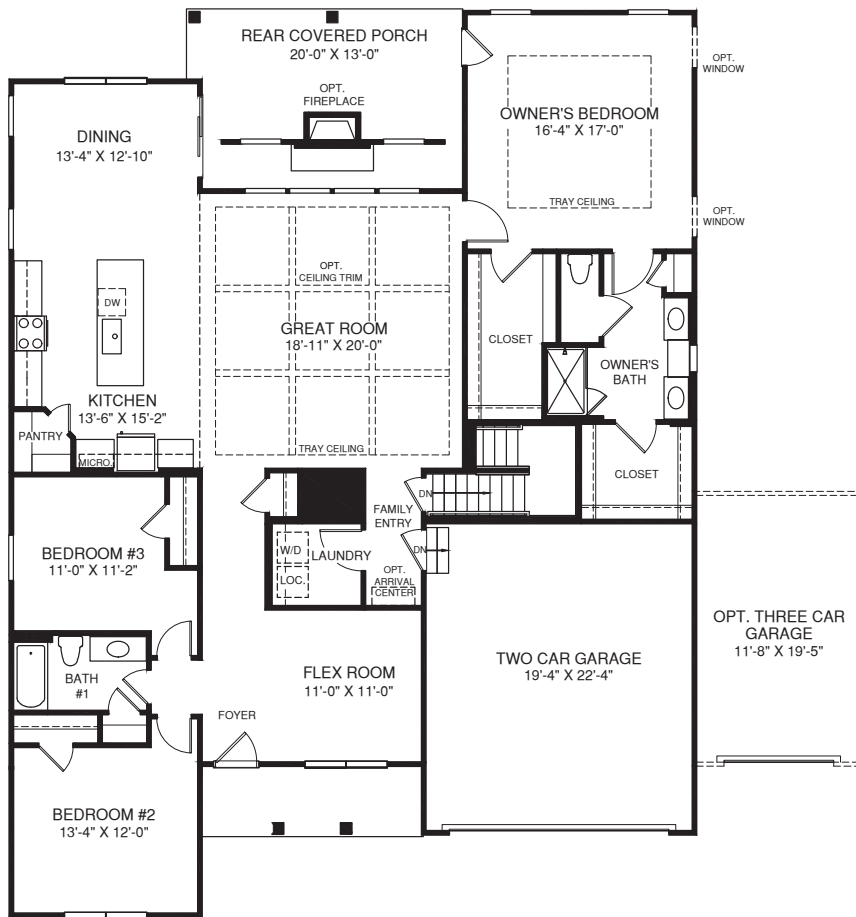 REAR COVERED PORCH
20'-0" X 13'-0"
OPT.
FIREPLACE
OPT.
WINDOW
OWNER'S BEDROOM
16'-4" X 17'-0"
TRAY CEILING
OPT.
WINDOW
DINING
13'-4" X 12'-10"
OPT.
CEILING TRIM
GREAT ROOM
18'-11" X 20'-0"
TRAY CEILING
DW
KITCHEN
13'-6" X 15'-2"
PANTRY
MICRO.
CLOSET
OWNER'S
BATH
CLOSET
DN
FAMILY
ENTRY
DN
W/D
LOC.
LAUNDRY
OPT.
ARRIVAL
CENTER
BEDROOM #3
11'-0" X 11'-2"
BATH
#1
FLEX ROOM
11'-0" X 11'-0"
FOYER
TWO CAR GARAGE
19'-4" X 22'-4"
OPT. THREE CAR
GARAGE
11'-8" X 19'-5"
BEDROOM #2
13'-4" X 12'-0"